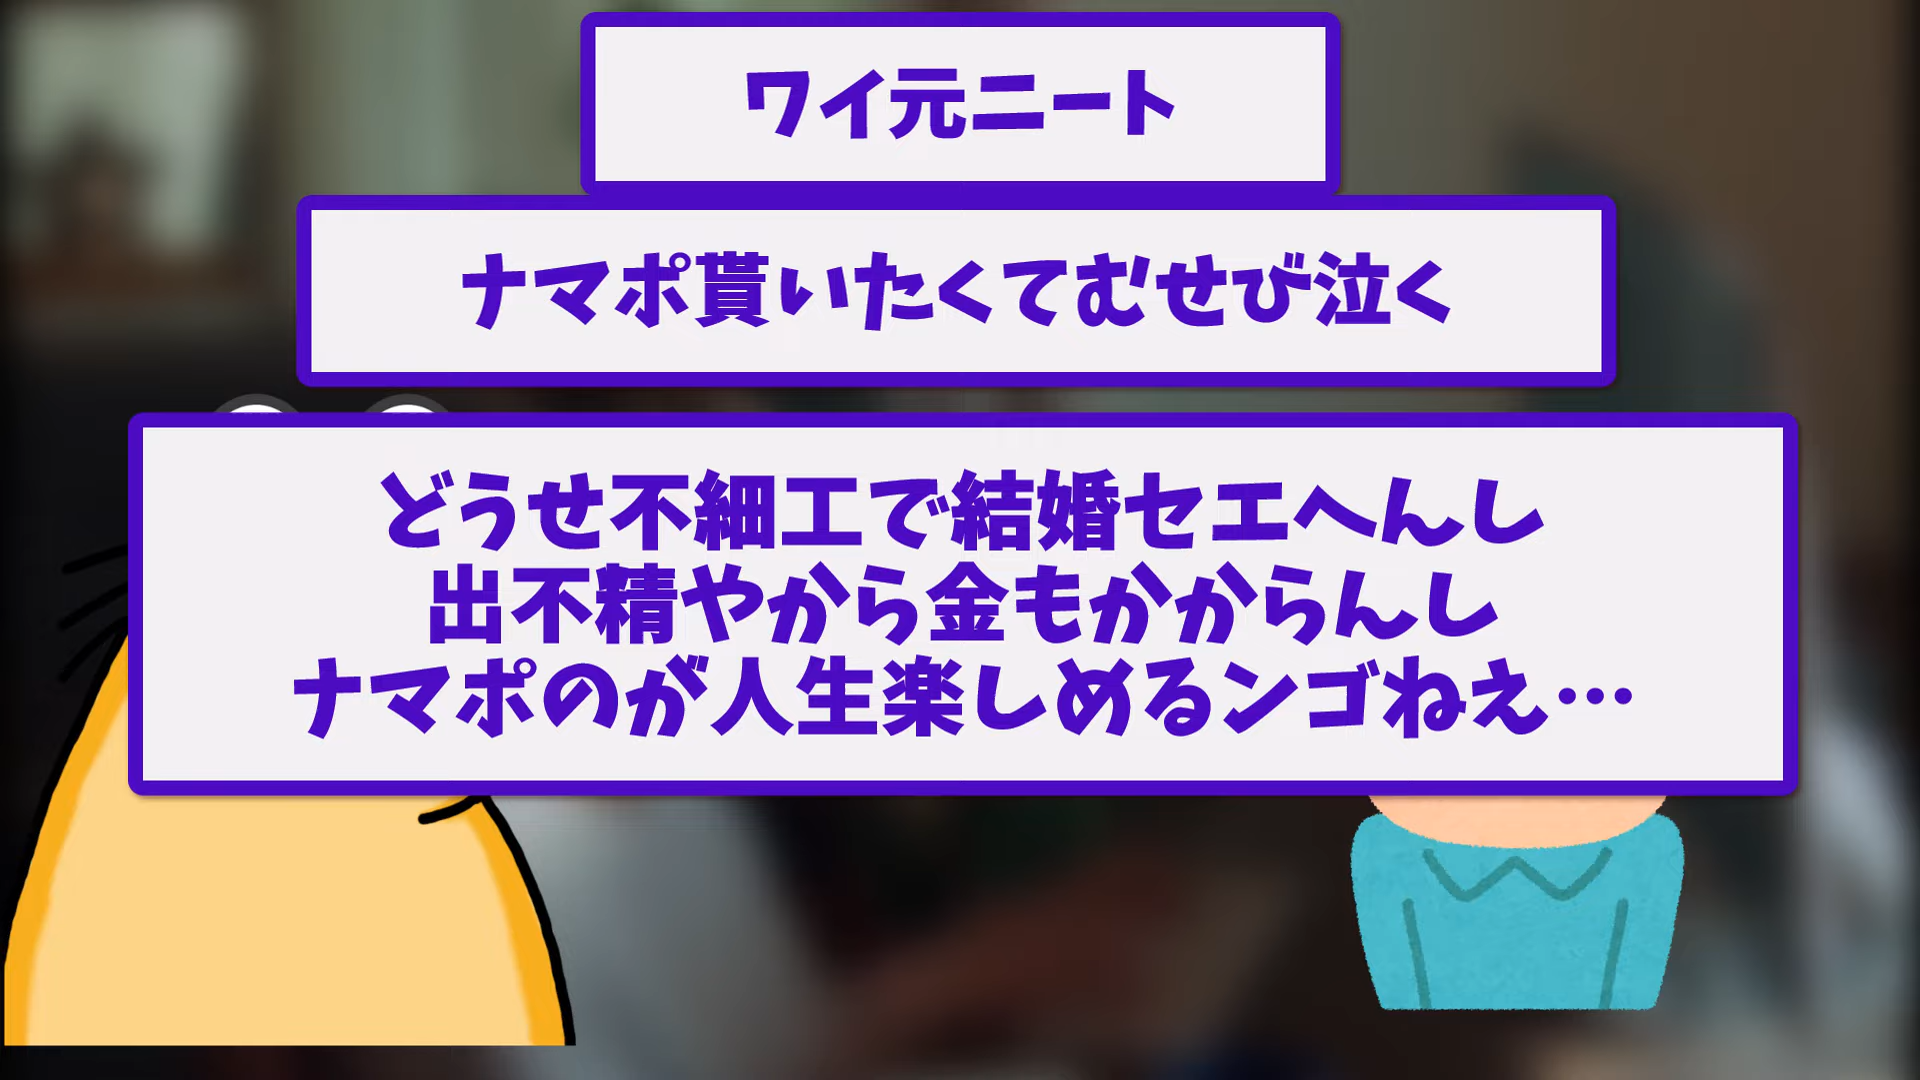 ワイ元ニート
ナマポ貰いたくてむせび泣く
どうせ不細工で結婚セエへんし
出不精やから金もかからんし
ナマポのが人生楽しめるンゴねえ…